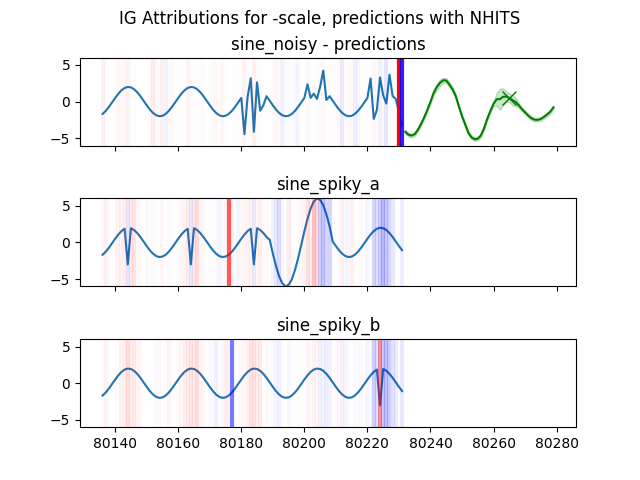 IG Attributions for -scale, predictions with NHITS
sine_noisy - predictions
5
0
−5
sine_spiky_a
5
0
−5
sine_spiky_b
5
0
−5
80140 80160 80180 80200 80220 80240 80260 80280